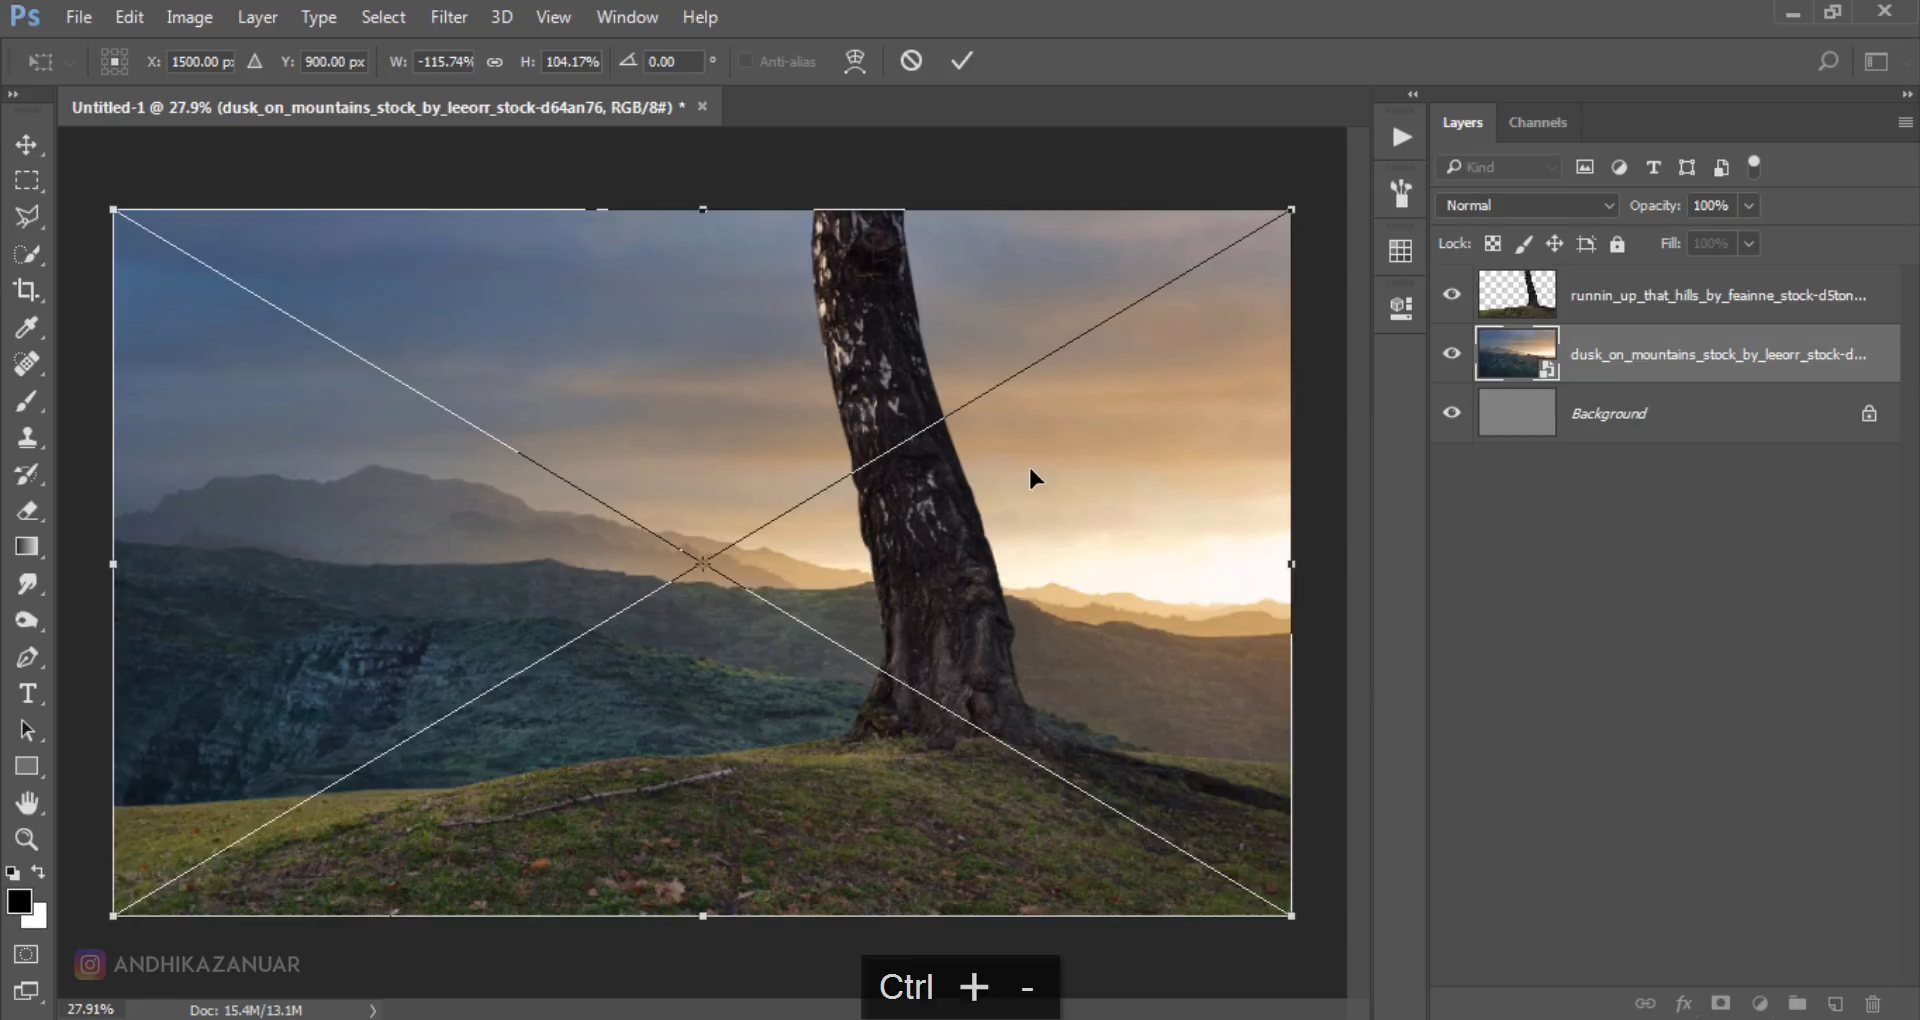 Ps File Edit Image Layer Type Select Filter 3D View Window Help
X: 1500.00 p Y: 900.00 px W: -115.74% H: 104.17% 0.00 ° Anti-alias
Untitled-1 @ 27.9% (dusk_on_mountains_stock_by_leeorr_stock-d64an76, RGB/8#) *
Layers Channels
Kind
Normal Opacity: 100%
Lock: Fill: 100%
runnin_up_that_hills_by_feainne_stock-d5ton...
dusk_on_mountains_stock_by_leeorr_stock-d...
Background
ANDHIKAZANUAR
Ctrl + -
27.91% Doc: 15.4M/13.1M
fx